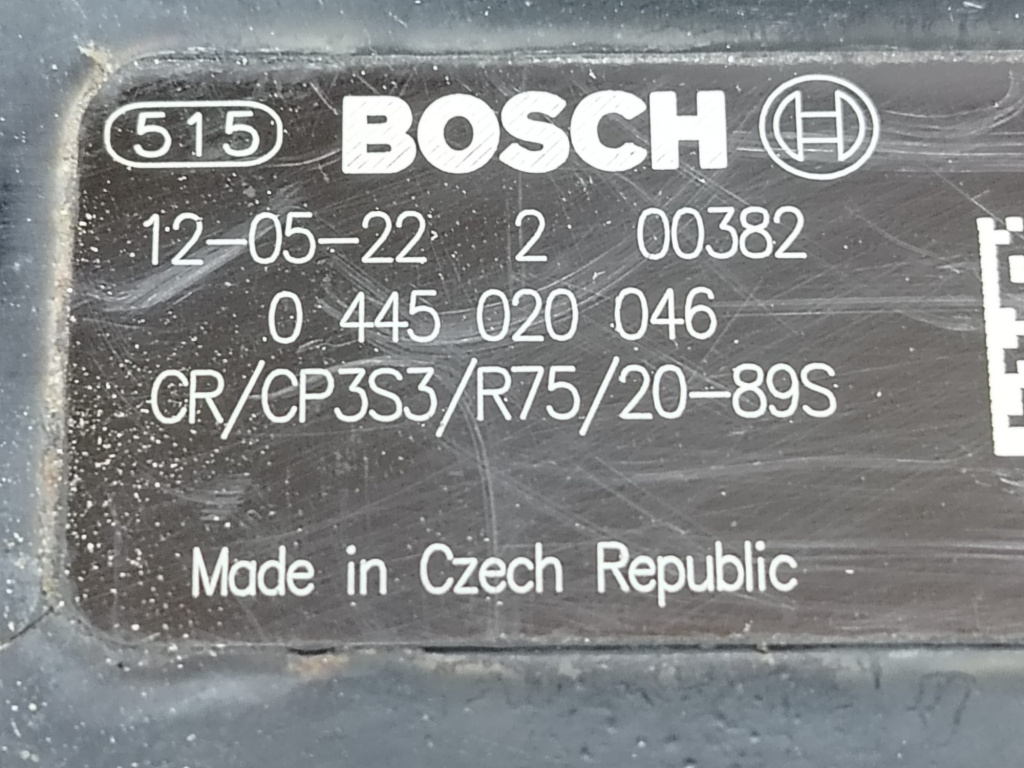 515 BOSCH
12-05-22 2 00382
0 445 020 046
CR/CP3S3/R75/20-89S
Made in Czech Republic